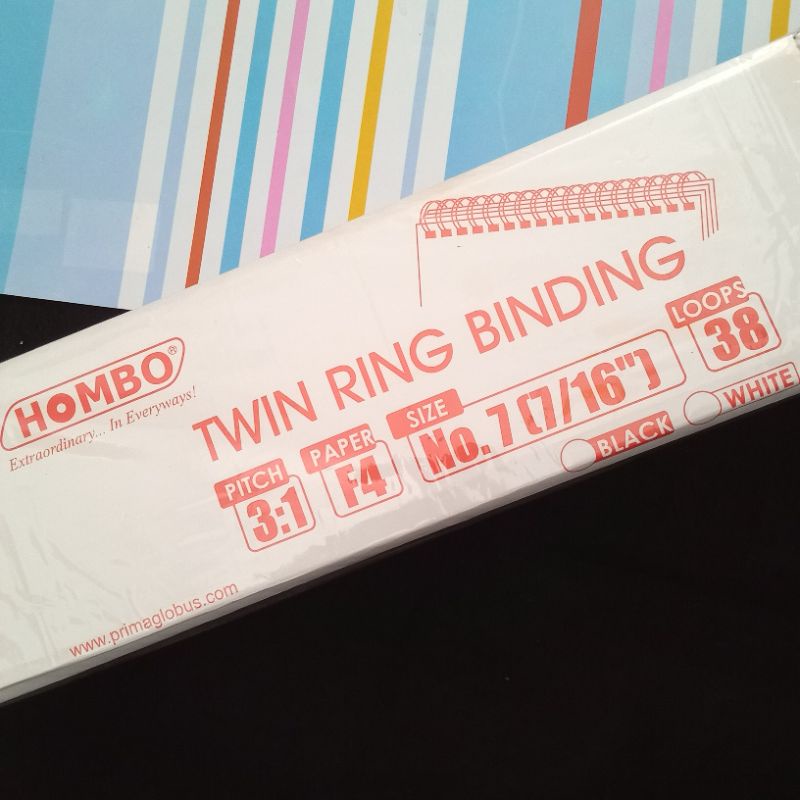 HOMBO®
Extraordinary... In Everyways!
TWIN RING BINDING
PITCH
3:1
PAPER
F4
SIZE
No. 7 (7/16")
LOOPS
38
BLACK
WHITE
www.primaglobus.com